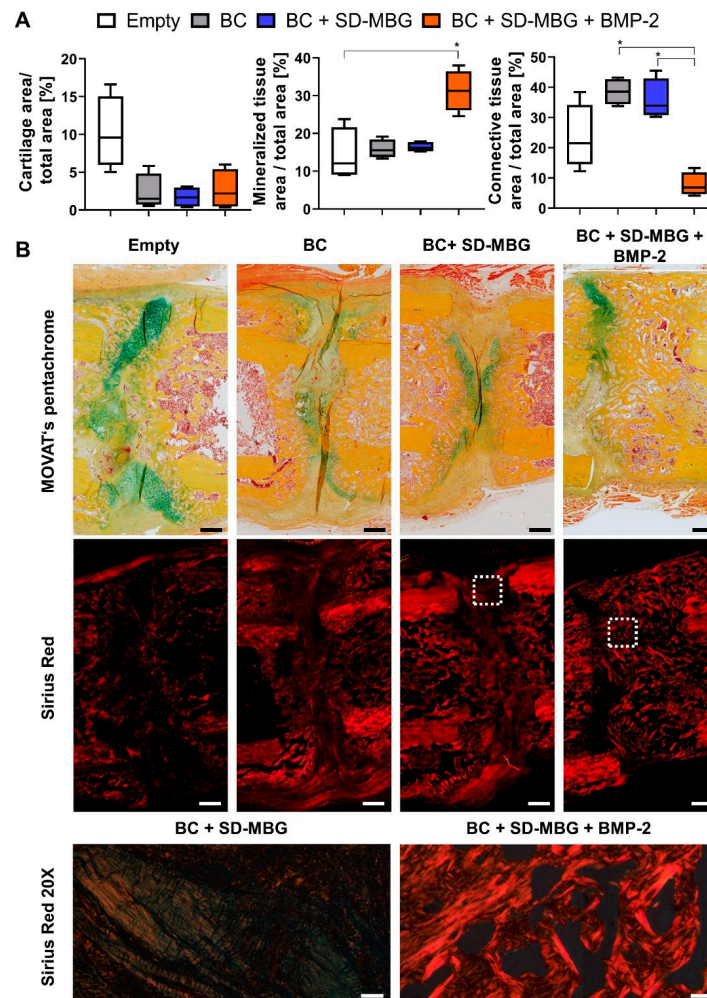 A
Empty BC BC + SD-MBG BC + SD-MBG + BMP-2
Cartilage area/
total area [%]
20
15
10
5
0
Mineralized tissue
area / total area [%]
40
30
20
10
0
*
Connective tissue
area / total area [%]
50
40
30
20
10
0
*
*
B
Empty
BC
BC+ SD-MBG
BC + SD-MBG +
BMP-2
MOVAT‘s pentachrome
Sirius Red
BC + SD-MBG
BC + SD-MBG + BMP-2
Sirius Red 20X